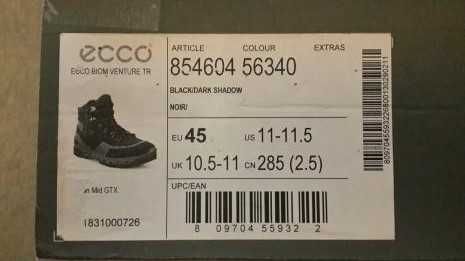 ecco
ECCO BIOM VENTURE TR
Mid GTX
1831000726
ARTICLE COLOUR EXTRAS
854604 56340
BLACK/DARK SHADOW
NOIR/
EU 45 US 11-11.5
UK 10.5-11 CN 285 (2.5)
UPC/EAN
8 09704 55932 2